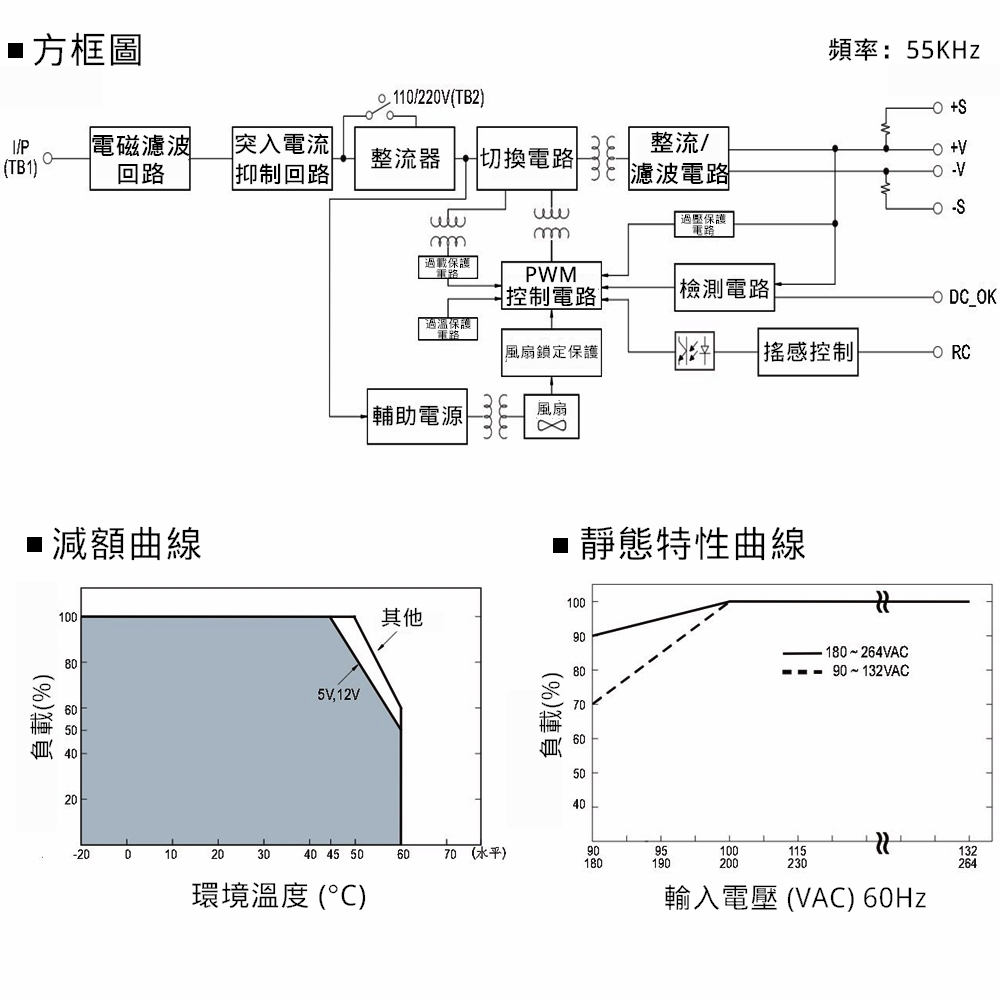 ■ 方框圖
頻率: 55KHz
110/220V(TB2)
I/P
(TB1)
電磁濾波
回路
突入電流
抑制回路
整流器
切換電路
整流/
濾波電路
+S
+V
-V
-S
過載保護
電路
過溫保護
電路
PWM
控制電路
過壓保護
電路
檢測電路
DC_OK
風扇鎖定保護
搖感控制
RC
輔助電源
風扇
■ 減額曲線
負載(%)
100
80
60
50
40
20
其他
5V,12V
-20 0 10 20 30 40 45 50 60 70 (水平)
環境溫度 (°C)
■ 靜態特性曲線
負載(%)
100
90
80
70
60
50
40
180 ~ 264VAC
90 ~ 132VAC
90 95 100 115 132
180 190 200 230 264
輸入電壓 (VAC) 60Hz